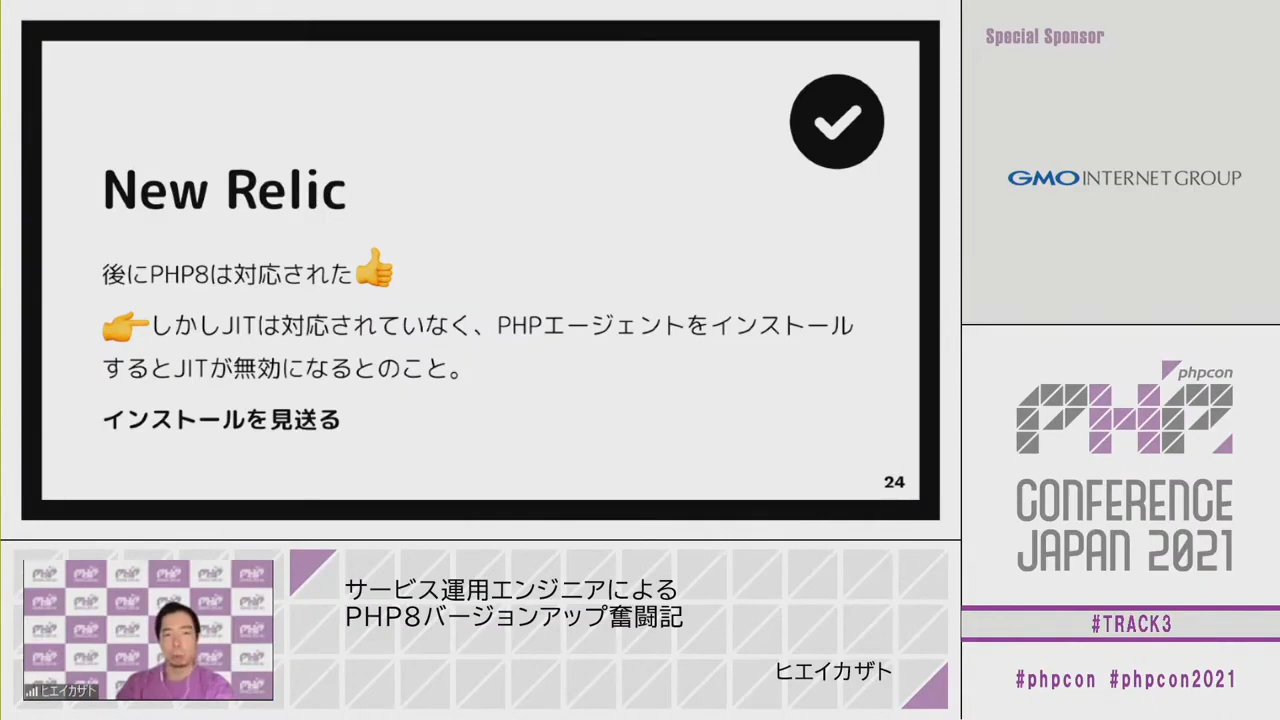 New Relic
後にPHP8は対応された
しかしJITは対応されていなく、PHPエージェントをインストール
するとJITが無効になるとのこと。
インストールを見送る
24
サービス運用エンジニアによる
PHP8バージョンアップ奮闘記
ヒエイカザト
ヒエイカザト
Special Sponsor
GMO INTERNET GROUP
phpcon
PHP
CONFERENCE
JAPAN 2021
#TRACK3
#phpcon #phpcon2021